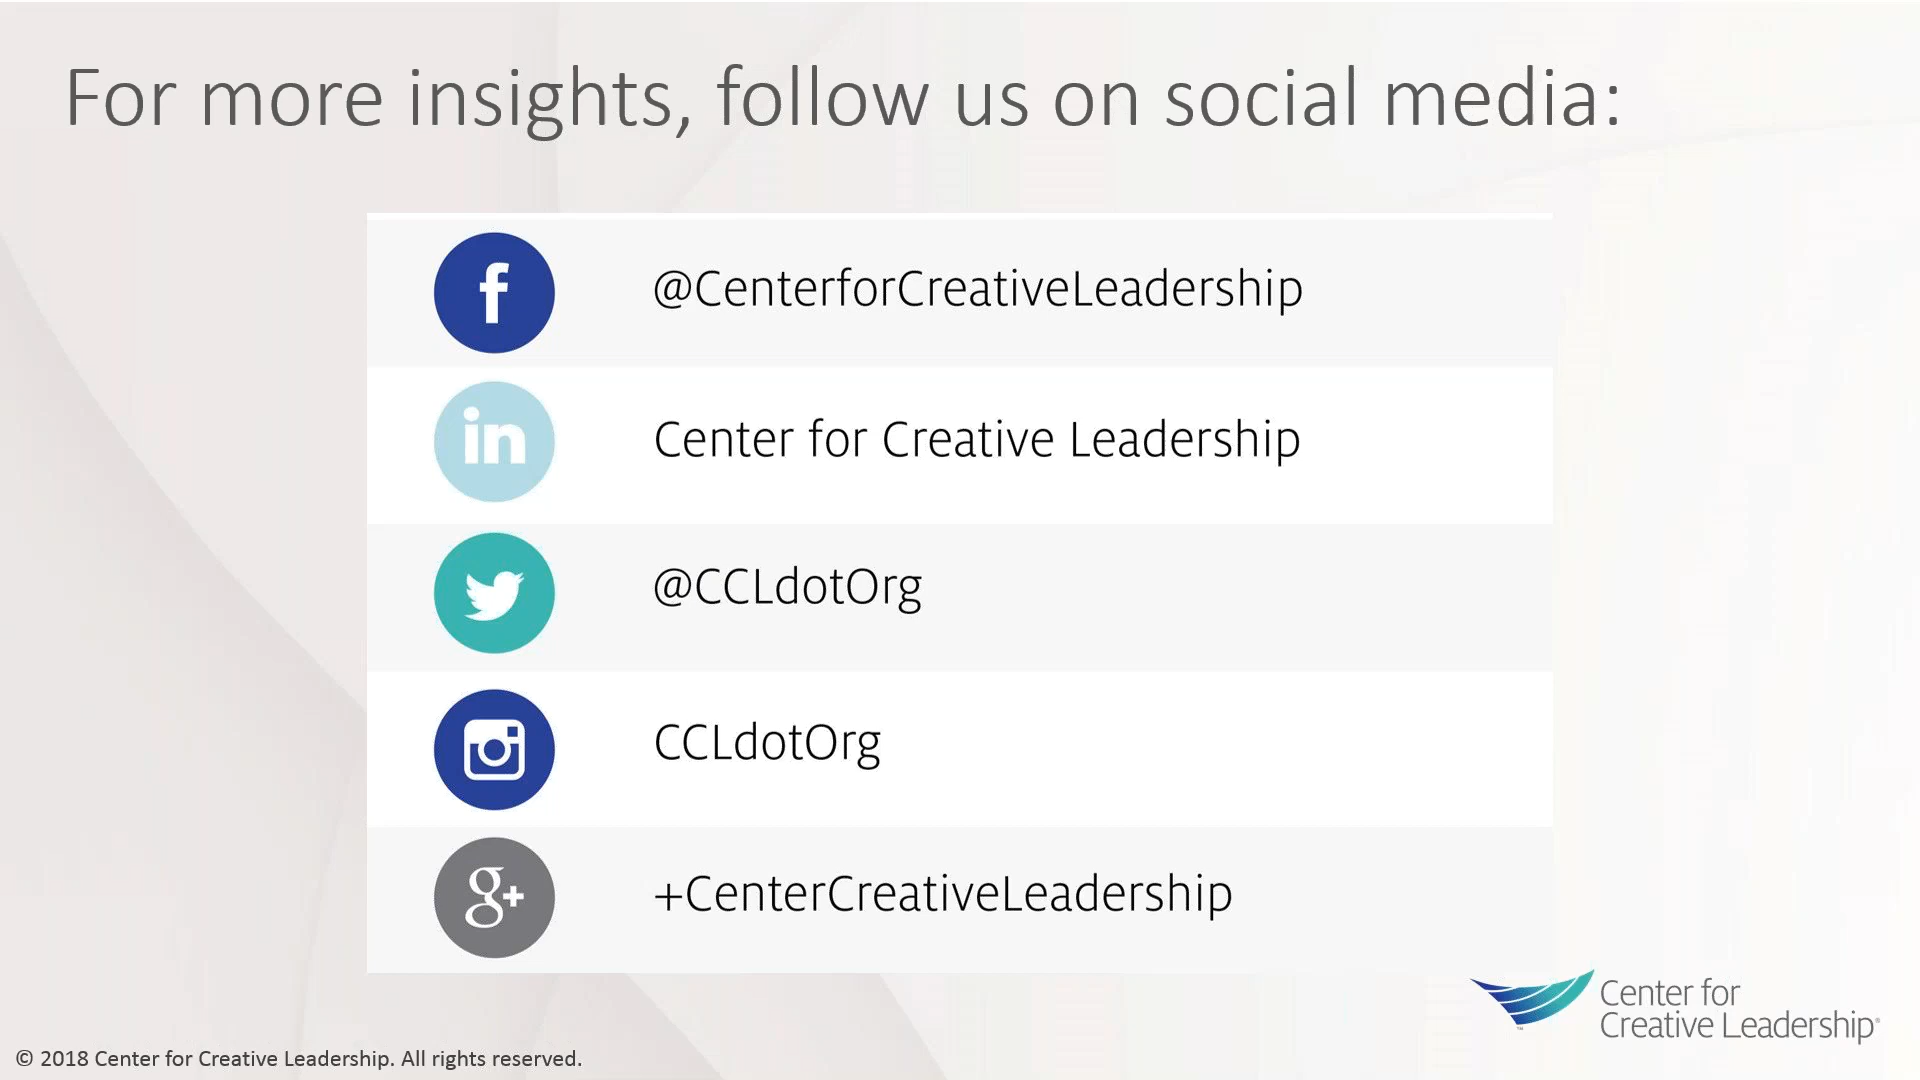 For more insights, follow us on social media:
@CenterforCreativeLeadership
in
Center for Creative Leadership
@CCLdotOrg
CCLdotOrg
g+
+CenterCreativeLeadership
Center for
Creative Leadership®
© 2018 Center for Creative Leadership. All rights reserved.